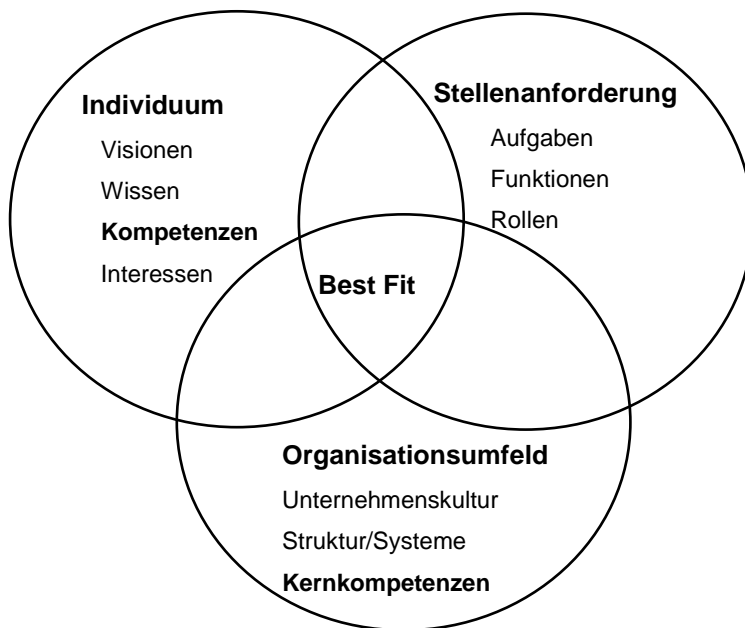 Individuum
Visionen
Wissen
Kompetenzen
Interessen
Stellenanforderung
Aufgaben
Funktionen
Rollen
Best Fit
Organisationsumfeld
Unternehmenskultur
Struktur/Systeme
Kernkompetenzen